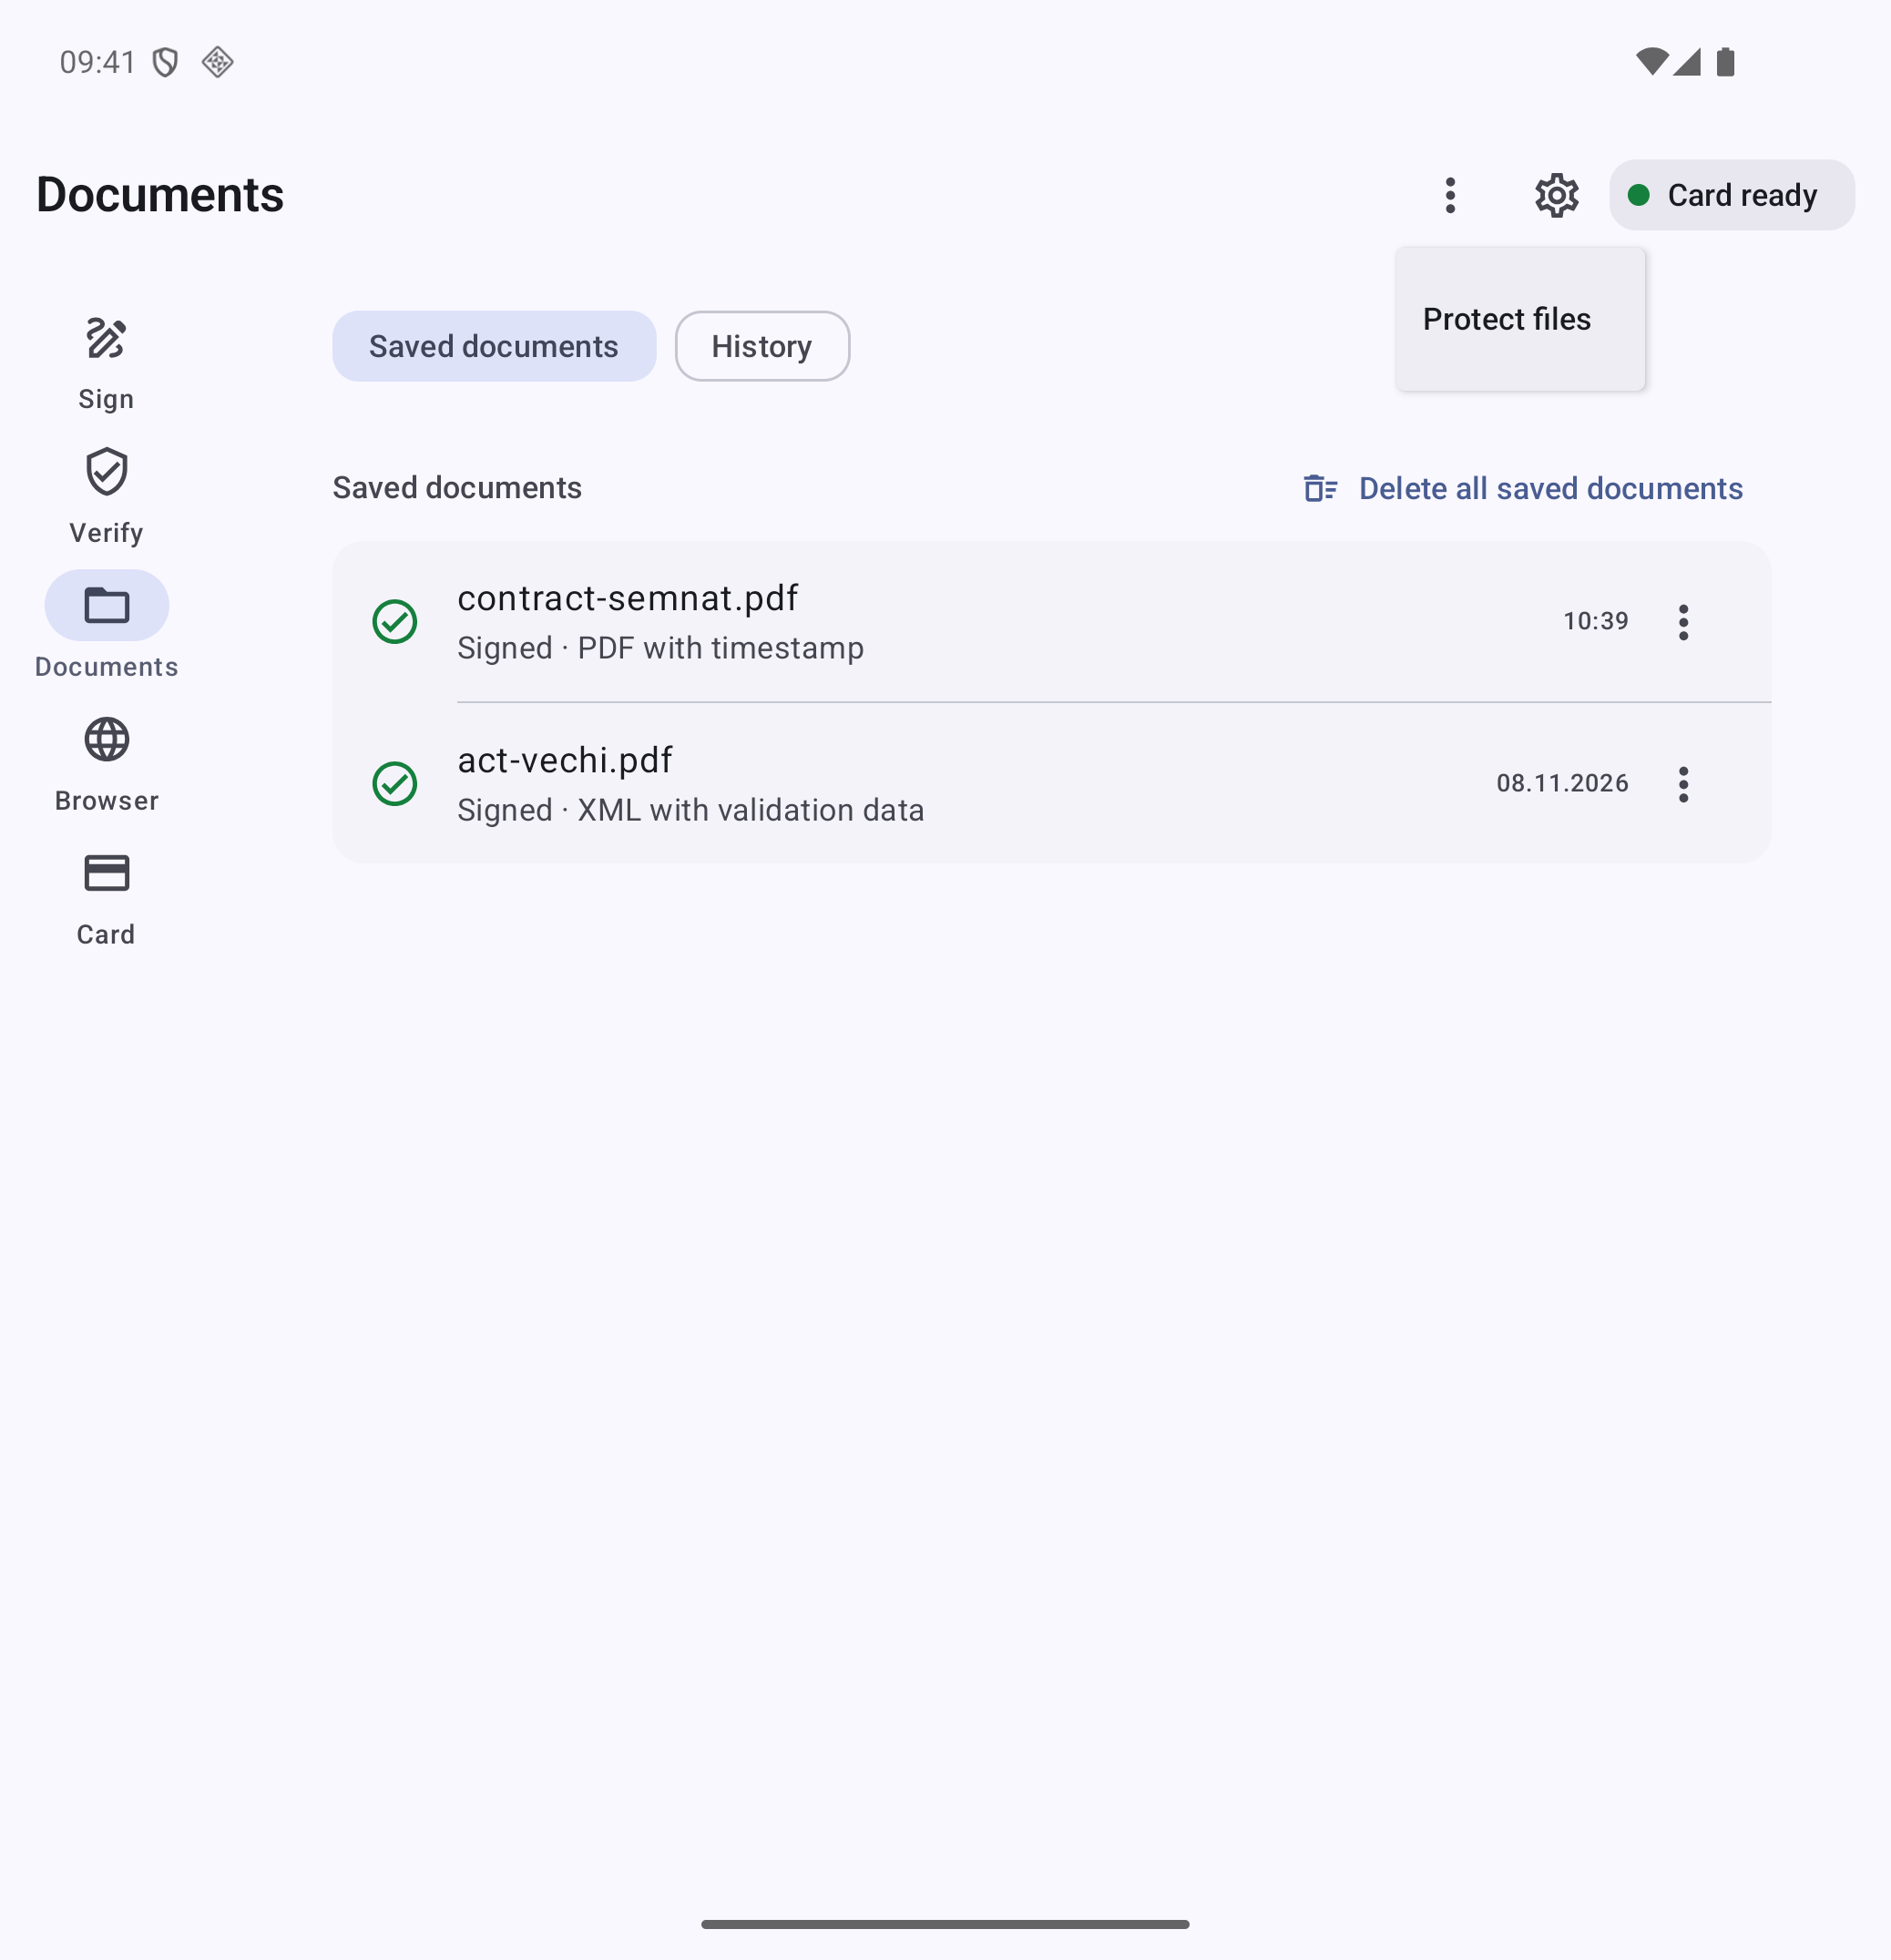 09:41
Documents
Card ready
Protect files
Sign
Verify
Documents
Browser
Card
Saved documents
History
Saved documents
Delete all saved documents
contract-semnat.pdf
Signed · PDF with timestamp
10:39
act-vechi.pdf
Signed · XML with validation data
08.11.2026